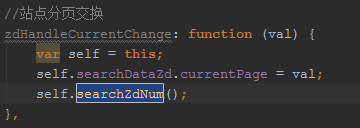 //站点分页交换
zdHandleCurrentChange: function (val) {
var self = this;
self.searchDataZd.currentPage = val;
self.searchZdNum();
},